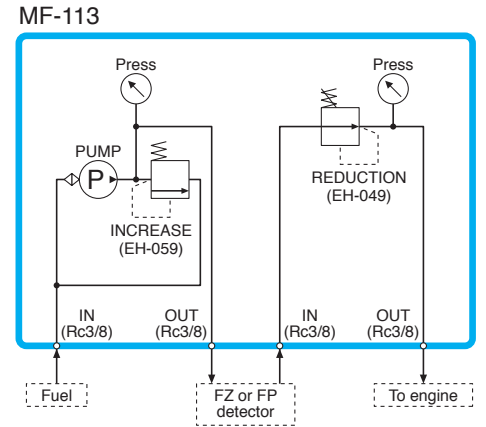 MF-113
Press
Press
PUMP
P
INCREASE
(EH-059)
REDUCTION
(EH-049)
IN
(Rc3/8)
OUT
(Rc3/8)
IN
(Rc3/8)
OUT
(Rc3/8)
Fuel
FZ or FP
detector
To engine